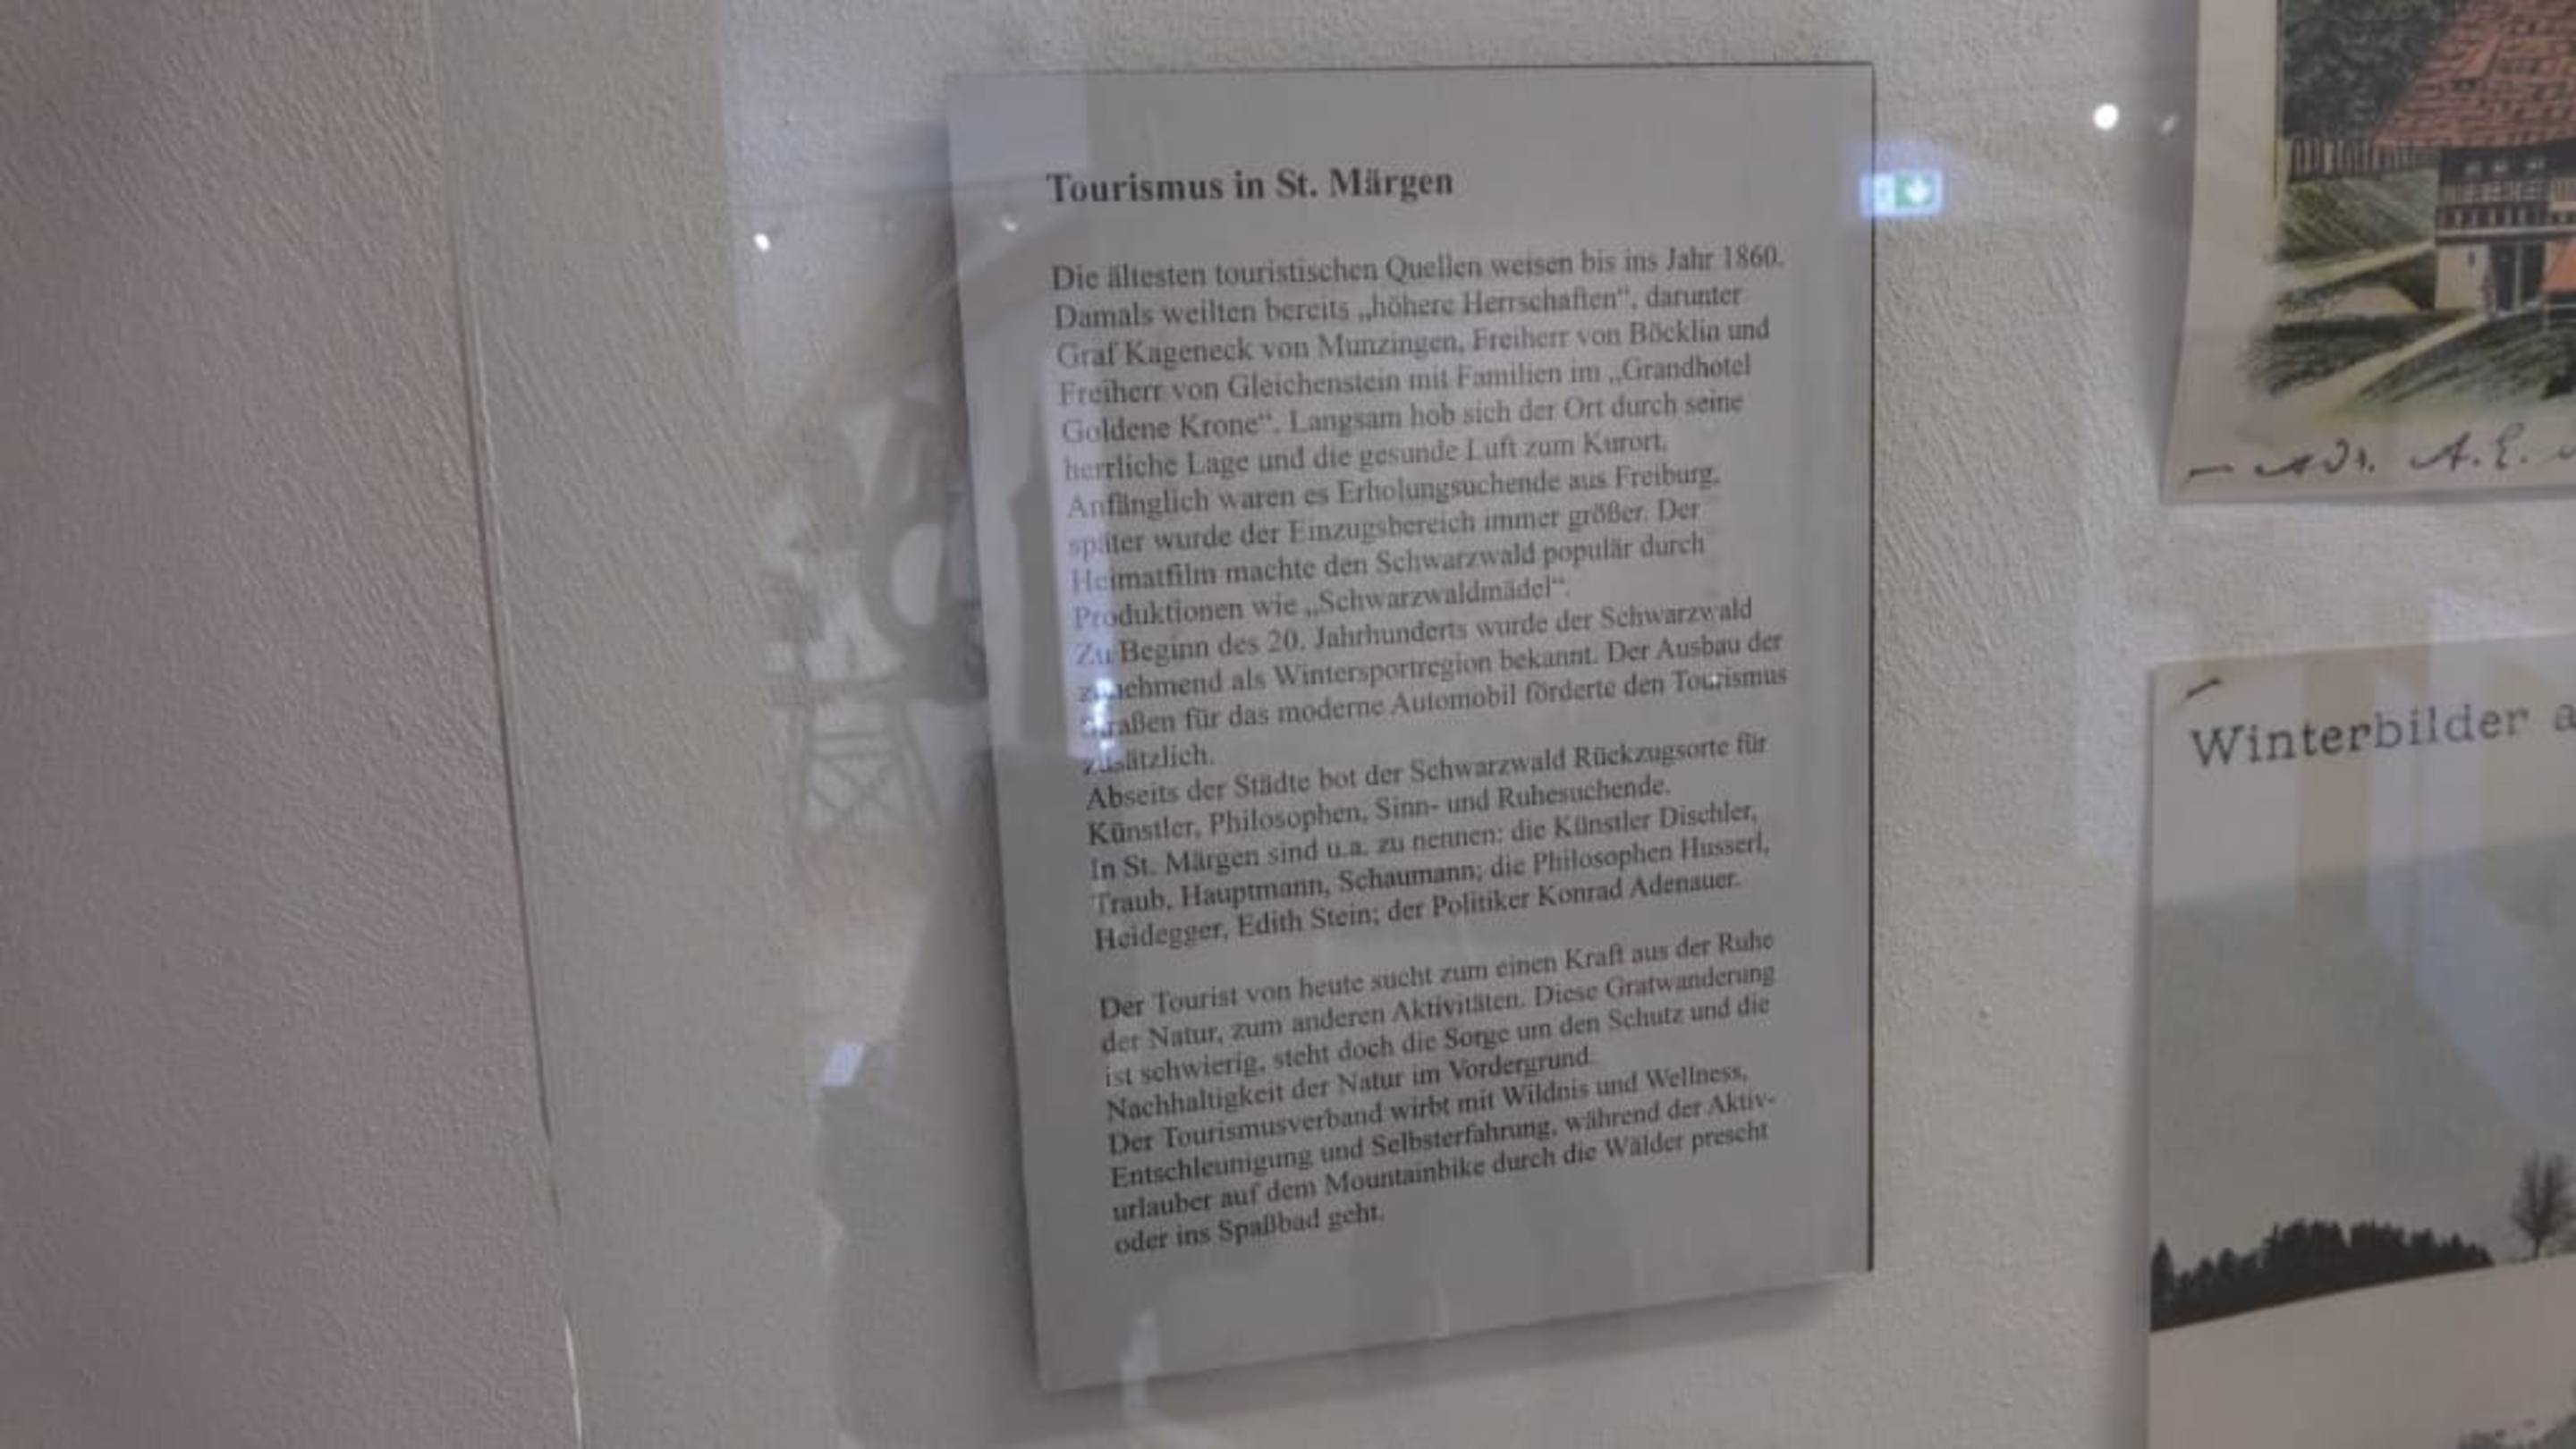 Tourismus in St. Märgen
Die ältesten touristischen Quellen weisen bis ins Jahr 1860.
Damals weilten bereits „höhere Herrschaften“, darunter
Graf Kageneck von Munzingen, Freiherr von Böcklin und
Freiherr von Gleichenstein mit Familien im „Grandhotel
Goldene Krone“. Langsam hob sich der Ort durch seine
herrliche Lage und die gesunde Luft zum Kurort.
Anfänglich waren es Erholungsuchende aus Freiburg,
später wurde der Einzugsbereich immer größer. Der
Heimatfilm machte den Schwarzwald populär durch
Produktionen wie „Schwarzwaldmädel“.
Zu Beginn des 20. Jahrhunderts wurde der Schwarzwald
zunehmend als Wintersportregion bekannt. Der Ausbau der
Straßen für das moderne Automobil förderte den Tourismus
zusätzlich.
Abseits der Städte bot der Schwarzwald Rückzugsorte für
Künstler, Philosophen, Sinn- und Ruhesuchende.
In St. Märgen sind u.a. zu nennen: die Künstler Dischler,
Traub, Hauptmann, Schaumann; die Philosophen Husserl,
Heidegger, Edith Stein; der Politiker Konrad Adenauer.
Der Tourist von heute sucht zum einen Kraft aus der Ruhe
der Natur, zum anderen Aktivitäten. Diese Gratwanderung
ist schwierig, steht doch die Sorge um den Schutz und die
Nachhaltigkeit der Natur im Vordergrund.
Der Tourismusverband wirbt mit Wildnis und Wellness,
Entschleunigung und Selbsterfahrung, während der Aktiv-
urlauber auf dem Mountainbike durch die Wälder prescht
oder ins Spaßbad geht.
A.E.
Winterbilder a